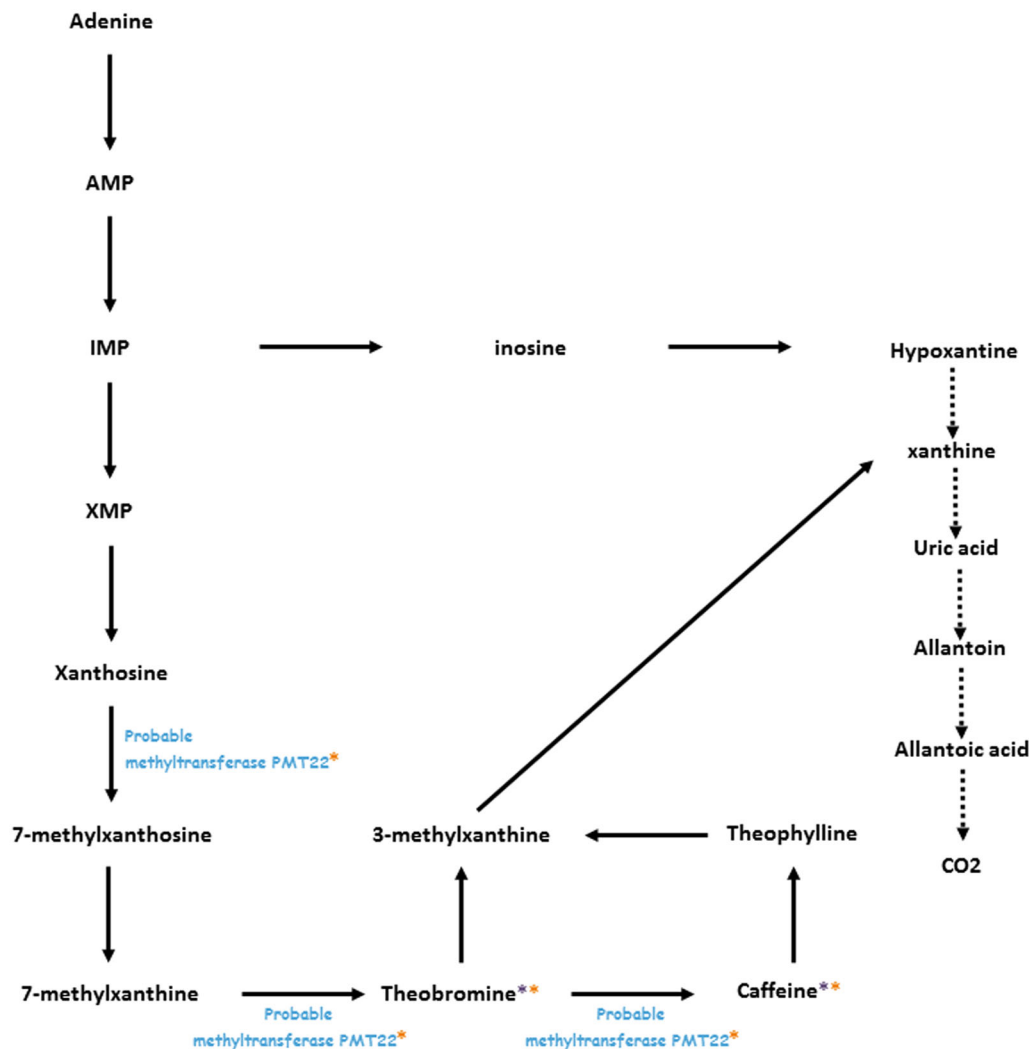 Adenine
AMP
IMP
inosine
Hypoxantine
xanthine
XMP
Uric acid
Allantoin
Xanthosine
Probable
methyltransferase PMT22*
Allantoic acid
7-methylxanthosine
3-methylxanthine
Theophylline
CO2
7-methylxanthine
Theobromine**
Caffeine**
Probable
methyltransferase PMT22*
Probable
methyltransferase PMT22*